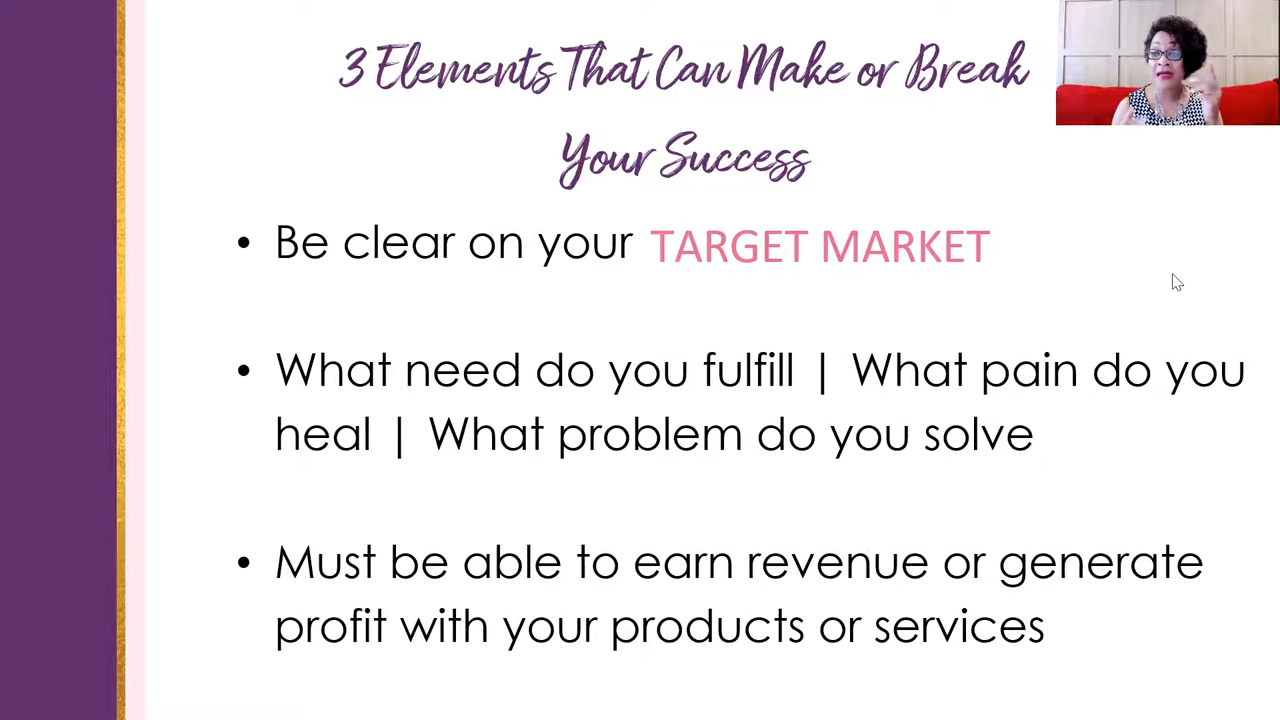 3 Elements That Can Make or Break
Your Success
• Be clear on your TARGET MARKET
• What need do you fulfill | What pain do you
heal | What problem do you solve
• Must be able to earn revenue or generate
profit with your products or services